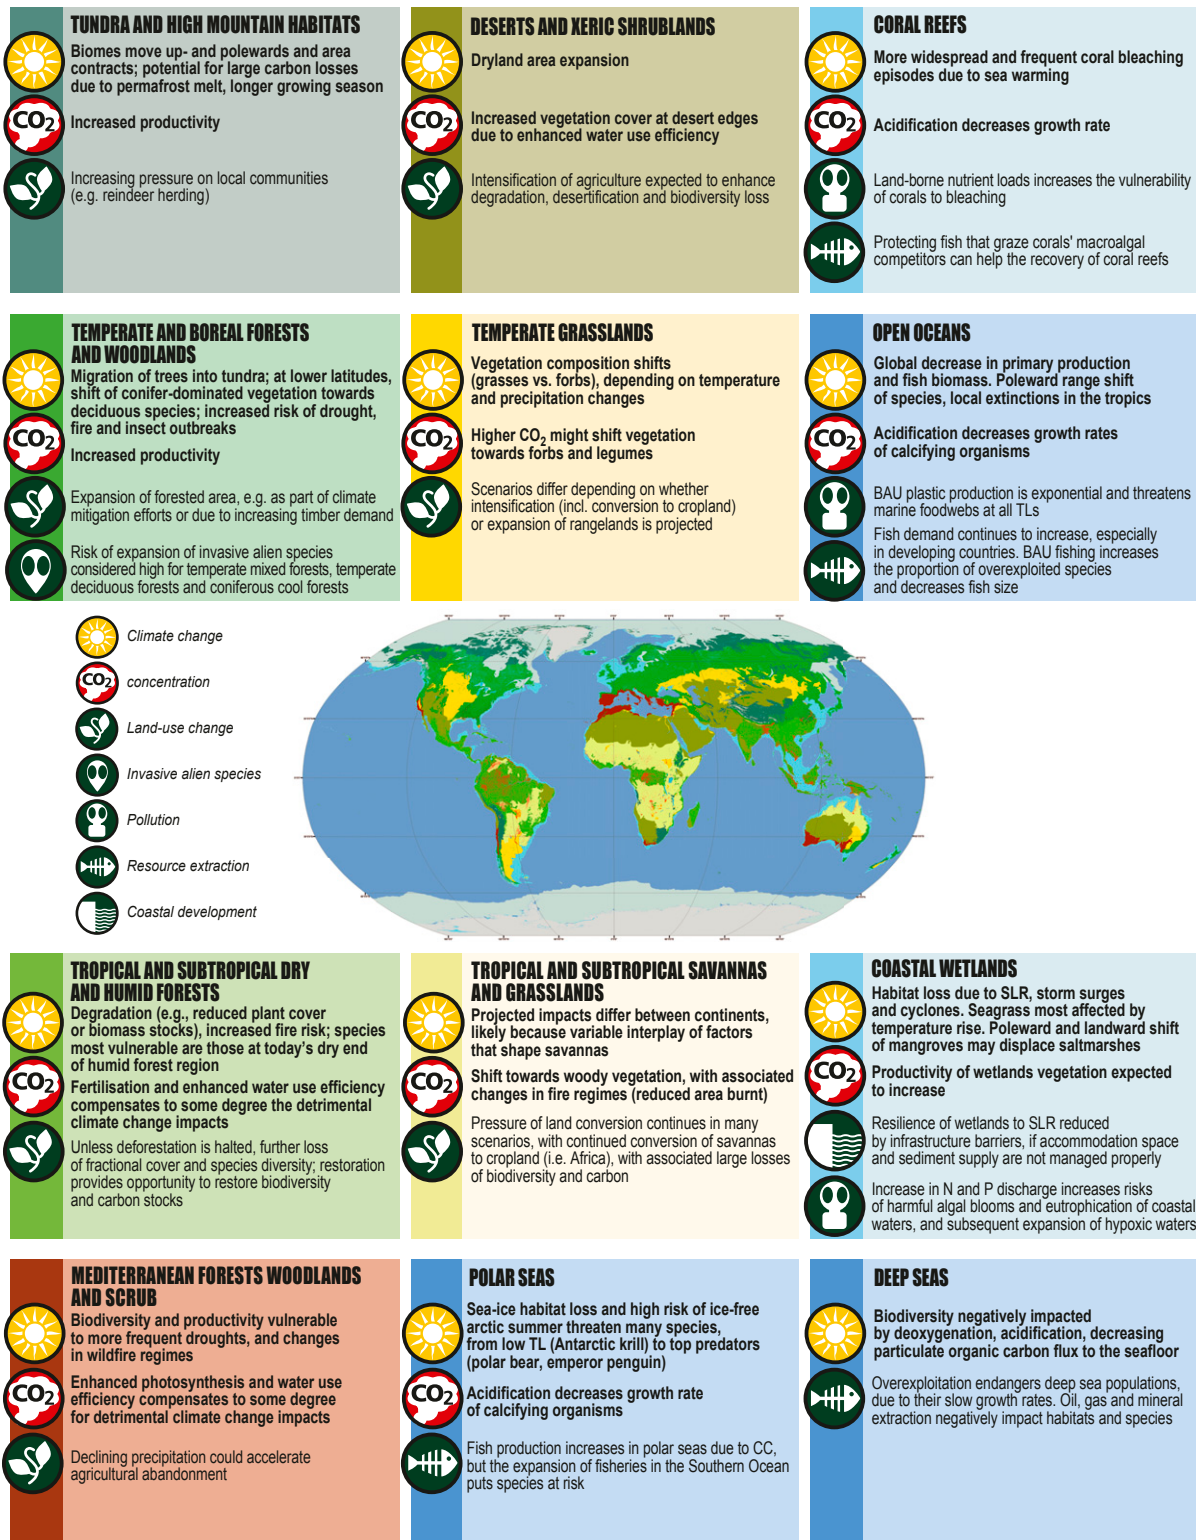 TUNDRA AND HIGH MOUNTAIN HABITATS
Biomes move up- and polewards and area
contracts; potential for large carbon losses
due to permafrost melt, longer growing season
CO2
Increased productivity
Increasing pressure on local communities
(e.g. reindeer herding)
DESERTS AND XERIC SHRUBLANDS
Dryland area expansion
CO2
Increased vegetation cover at desert edges
due to enhanced water use efficiency
Intensification of agriculture expected to enhance
degradation, desertification and biodiversity loss
CORAL REEFS
More widespread and frequent coral bleaching
episodes due to sea warming
CO2
Acidification decreases growth rate
Land-borne nutrient loads increases the vulnerability
of corals to bleaching
Protecting fish that graze corals' macroalgal
competitors can help the recovery of coral reefs
TEMPERATE AND BOREAL FORESTS
AND WOODLANDS
Migration of trees into tundra; at lower latitudes,
shift of conifer-dominated vegetation towards
deciduous species; increased risk of drought,
fire and insect outbreaks
CO2
Increased productivity
Expansion of forested area, e.g. as part of climate
mitigation efforts or due to increasing timber demand
Risk of expansion of invasive alien species
considered high for temperate mixed forests, temperate
deciduous forests and coniferous cool forests
TEMPERATE GRASSLANDS
Vegetation composition shifts
(grasses vs. forbs), depending on temperature
and precipitation changes
CO2
Higher CO2 might shift vegetation
towards forbs and legumes
Scenarios differ depending on whether
intensification (incl. conversion to cropland)
or expansion of rangelands is projected
OPEN OCEANS
Global decrease in primary production
and fish biomass. Poleward range shift
of species, local extinctions in the tropics
CO2
Acidification decreases growth rates
of calcifying organisms
BAU plastic production is exponential and threatens
marine foodwebs at all TLs
Fish demand continues to increase, especially
in developing countries. BAU fishing increases
the proportion of overexploited species
and decreases fish size
Climate change
CO2
concentration
Land-use change
Invasive alien species
Pollution
Resource extraction
Coastal development
TROPICAL AND SUBTROPICAL DRY
AND HUMID FORESTS
Degradation (e.g., reduced plant cover
or biomass stocks), increased fire risk; species
most vulnerable are those at today's dry end
of humid forest region
CO2
Fertilisation and enhanced water use efficiency
compensates to some degree the detrimental
climate change impacts
Unless deforestation is halted, further loss
of fractional cover and species diversity; restoration
provides opportunity to restore biodiversity
and carbon stocks
TROPICAL AND SUBTROPICAL SAVANNAS
AND GRASSLANDS
Projected impacts differ between continents,
likely because variable interplay of factors
that shape savannas
CO2
Shift towards woody vegetation, with associated
changes in fire regimes (reduced area burnt)
Pressure of land conversion continues in many
scenarios, with continued conversion of savannas
to cropland (i.e. Africa), with associated large losses
of biodiversity and carbon
COASTAL WETLANDS
Habitat loss due to SLR, storm surges
and cyclones. Seagrass most affected by
temperature rise. Poleward and landward shift
of mangroves may displace saltmarshes
CO2
Productivity of wetlands vegetation expected
to increase
Resilience of wetlands to SLR reduced
by infrastructure barriers, if accommodation space
and sediment supply are not managed properly
Increase in N and P discharge increases risks
of harmful algal blooms and eutrophication of coastal
waters, and subsequent expansion of hypoxic waters
MEDITERRANEAN FORESTS WOODLANDS
AND SCRUB
Biodiversity and productivity vulnerable
to more frequent droughts, and changes
in wildfire regimes
CO2
Enhanced photosynthesis and water use
efficiency compensates to some degree
for detrimental climate change impacts
Declining precipitation could accelerate
agricultural abandonment
POLAR SEAS
Sea-ice habitat loss and high risk of ice-free
arctic summer threaten many species,
from low TL (Antarctic krill) to top predators
(polar bear, emperor penguin)
CO2
Acidification decreases growth rate
of calcifying organisms
Fish production increases in polar seas due to CC,
but the expansion of fisheries in the Southern Ocean
puts species at risk
DEEP SEAS
Biodiversity negatively impacted
by deoxygenation, acidification, decreasing
particulate organic carbon flux to the seafloor
Overexploitation endangers deep sea populations,
due to their slow growth rates. Oil, gas and mineral
extraction negatively impact habitats and species